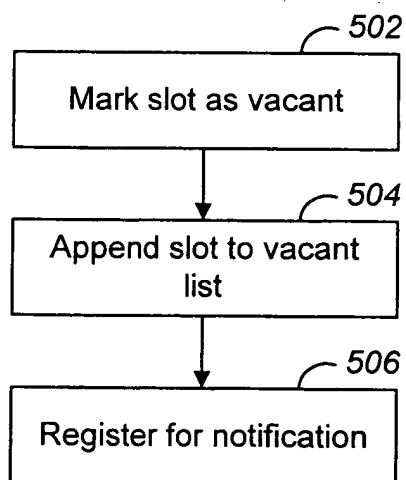 502
Mark slot as vacant
504
Append slot to vacant
list
506
Register for notification